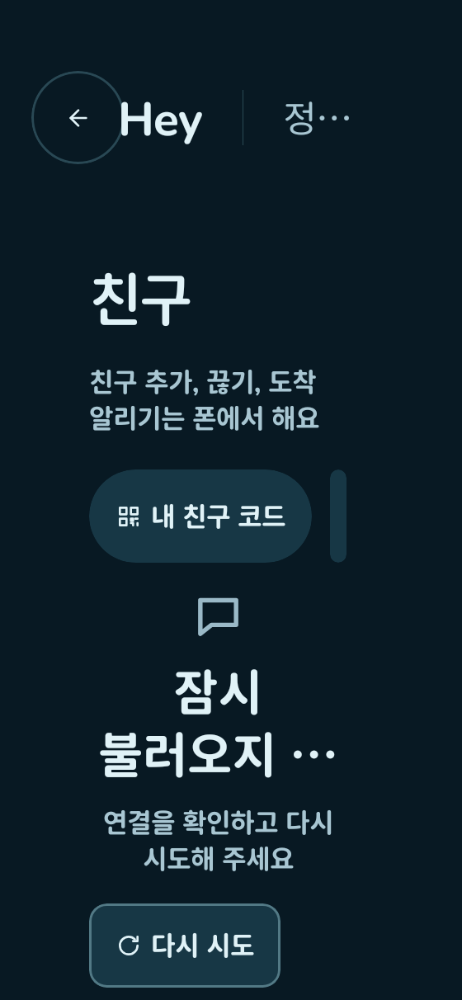 Hey
정…
친구
친구 추가, 끊기, 도착
알리기는 폰에서 해요
내 친구 코드
잠시
불러오지 …
연결을 확인하고 다시
시도해 주세요
다시 시도